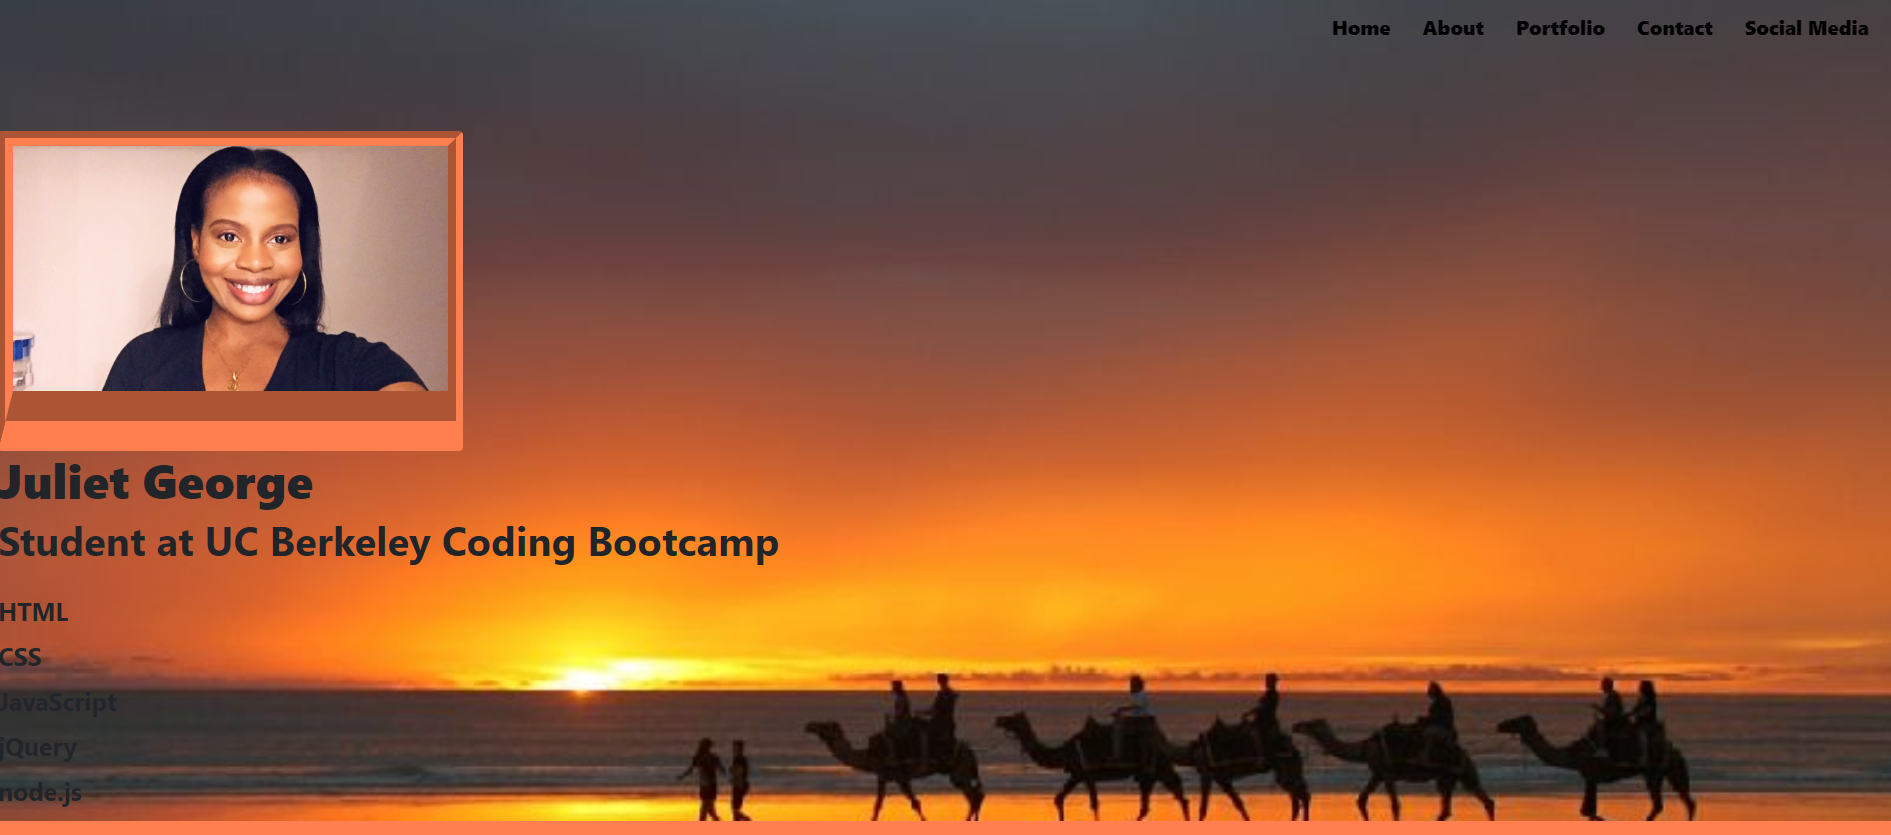 Home About Portfolio Contact Social Media
Juliet George
Student at UC Berkeley Coding Bootcamp
HTML
CSS
JavaScript
jQuery
node.js